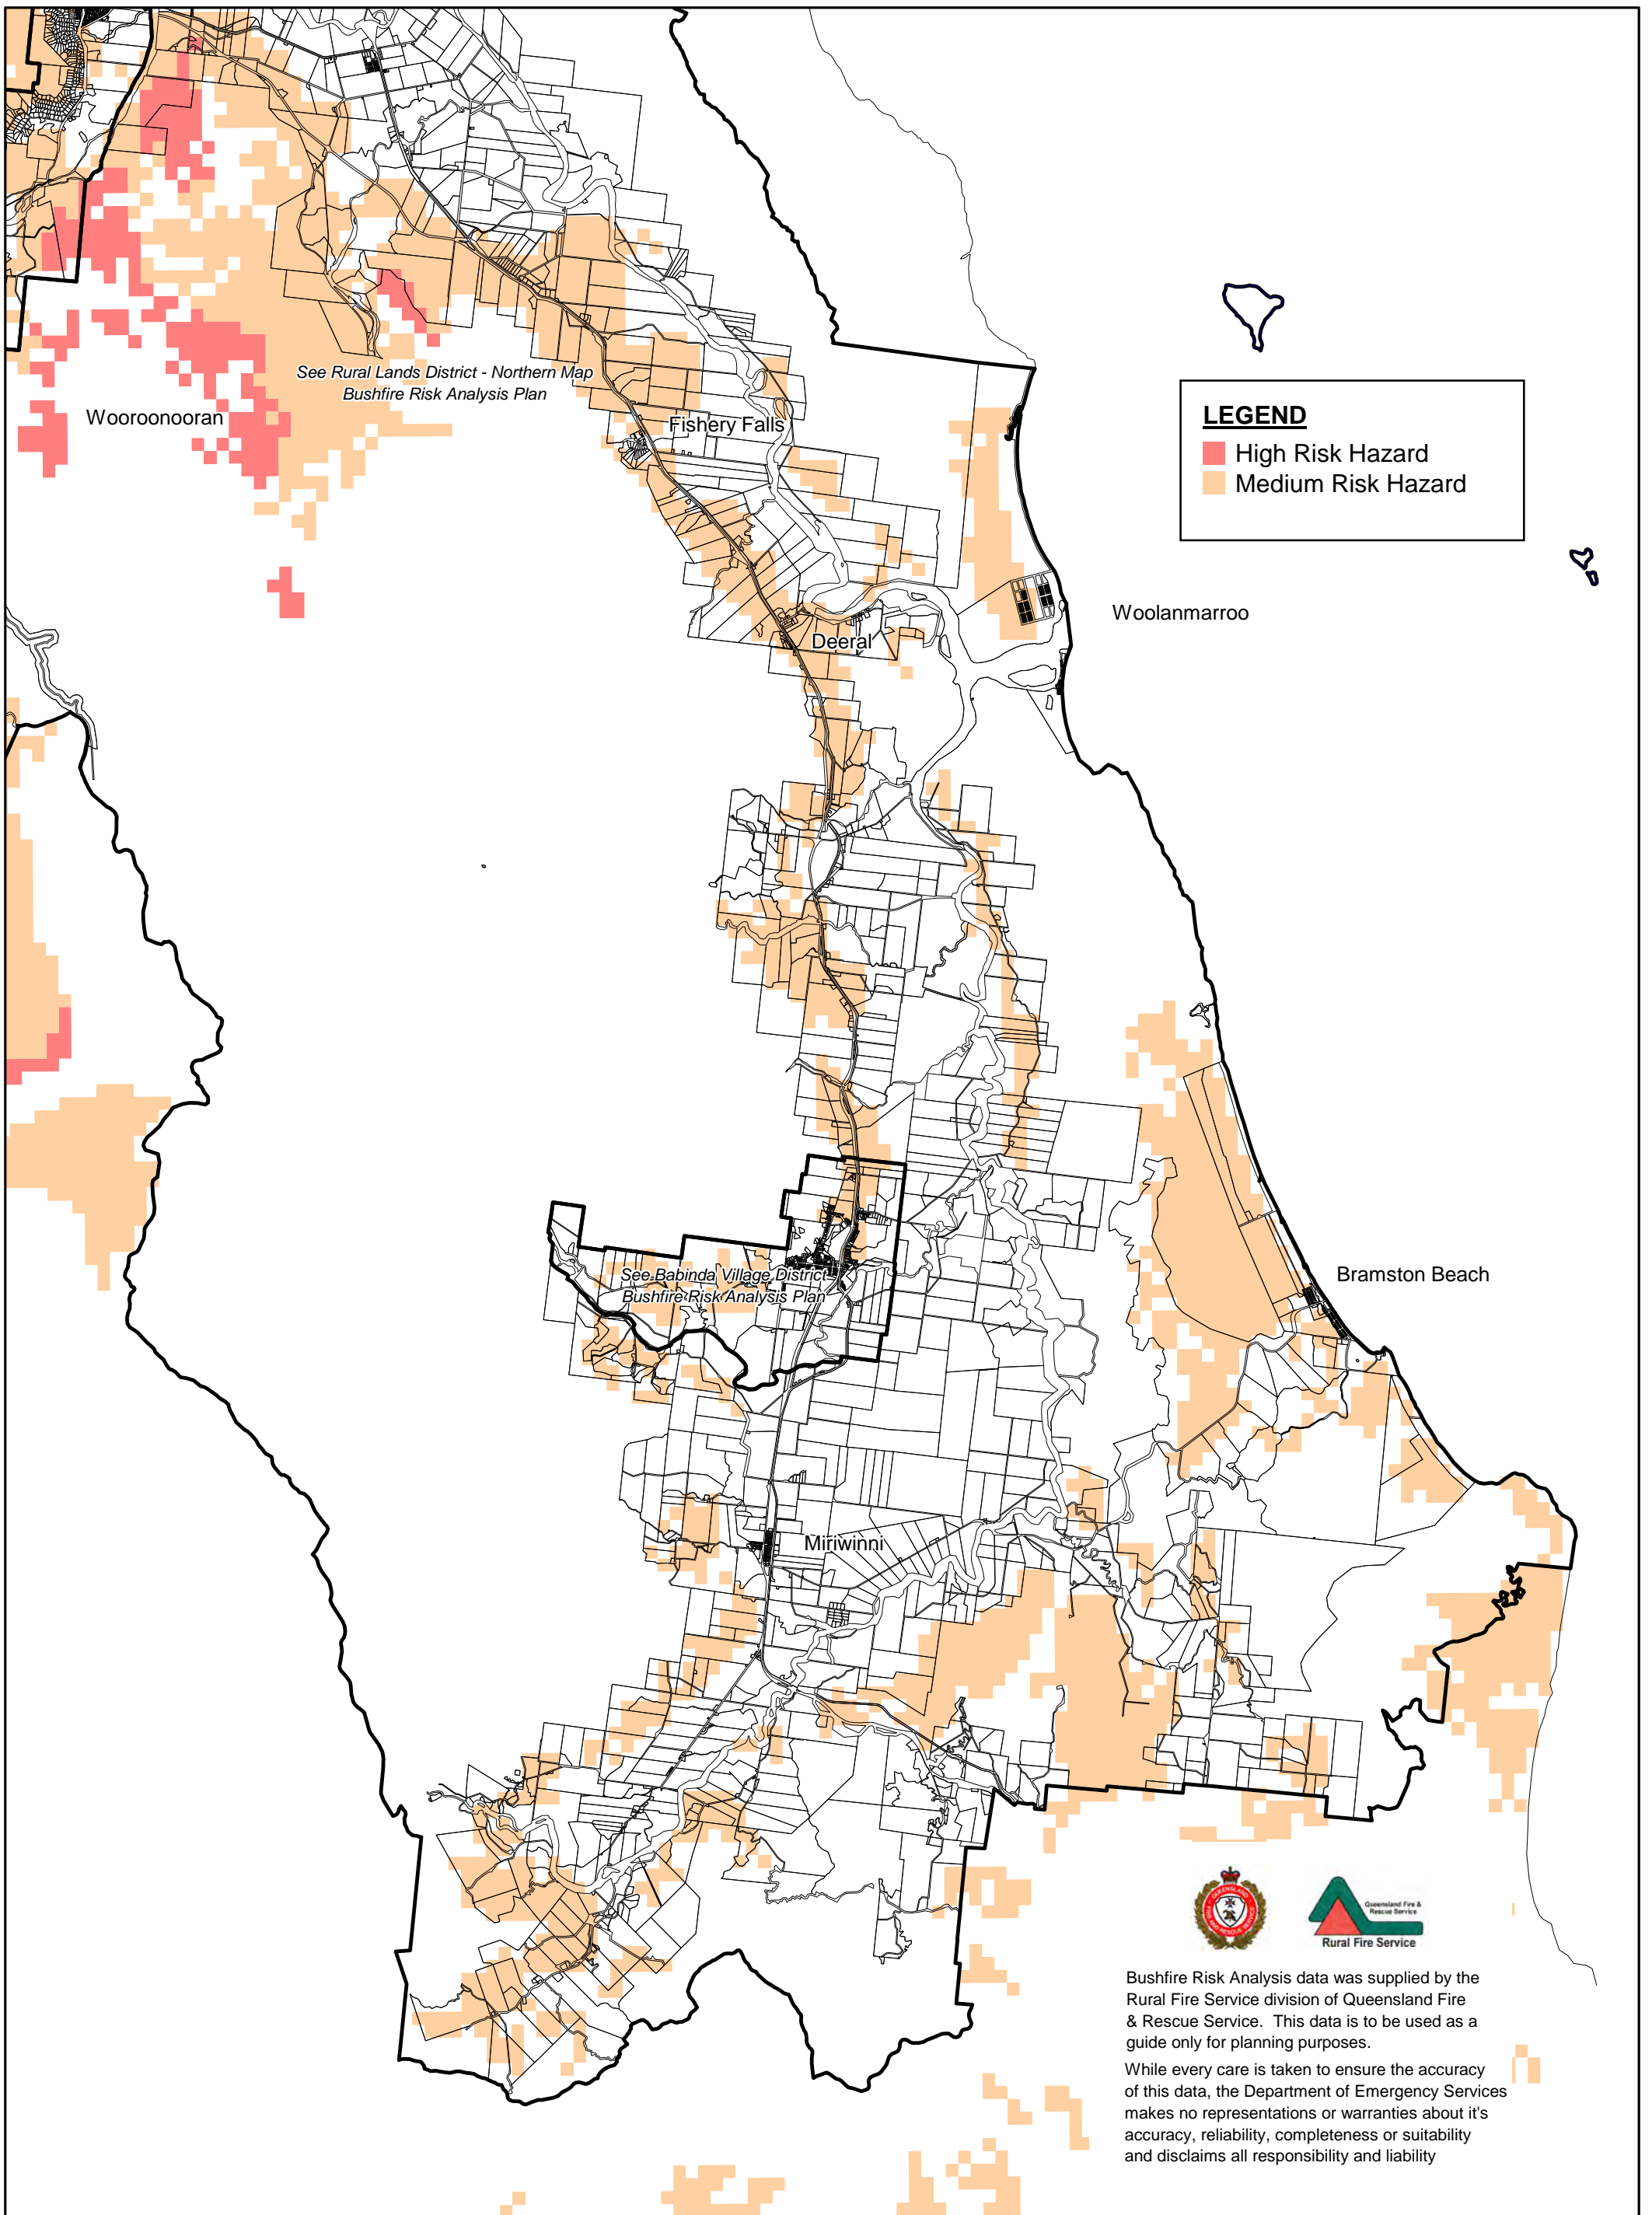 See Rural Lands District - Northern Map
Bushfire Risk Analysis Plan
Wooroonooran
Fishery Falls
LEGEND
High Risk Hazard
Medium Risk Hazard
Woolanmarroo
Deeral
Bramston Beach
See Babinda Village District
Bushfire Risk Analysis Plan
Miriwinni
QUEENSLAND
Queensland Fire &
Rescue Service
Rural Fire Service
Bushfire Risk Analysis data was supplied by the
Rural Fire Service division of Queensland Fire
& Rescue Service. This data is to be used as a
guide only for planning purposes.
While every care is taken to ensure the accuracy
of this data, the Department of Emergency Services
makes no representations or warranties about it's
accuracy, reliability, completeness or suitability
and disclaims all responsibility and liability